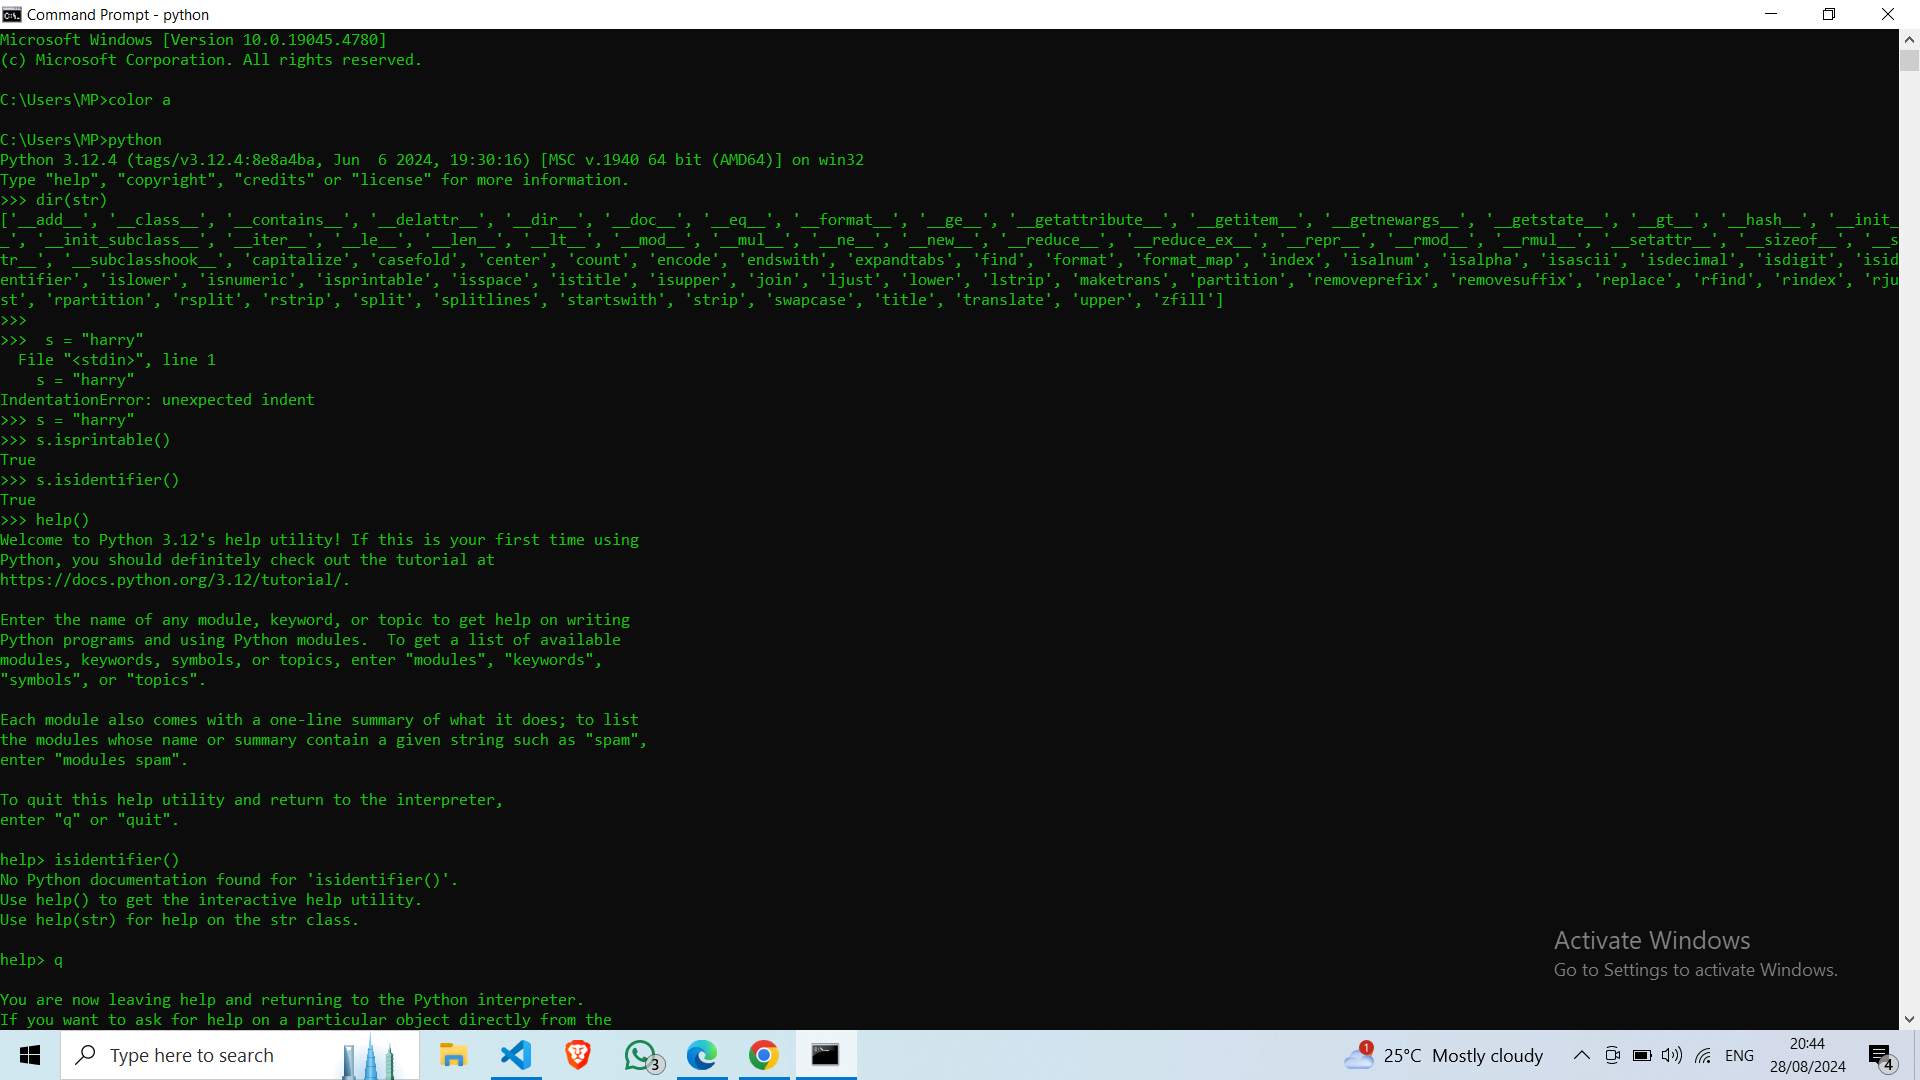 Command Prompt - python
Microsoft Windows [Version 10.0.19045.4780]
(c) Microsoft Corporation. All rights reserved.
C:\Users\MP>color a
C:\Users\MP>python
Python 3.12.4 (tags/v3.12.4:8e8a4ba, Jun  6 2024, 19:30:16) [MSC v.1940 64 bit (AMD64)] on win32
Type "help", "copyright", "credits" or "license" for more information.
>>> dir(str)
['__add__', '__class__', '__contains__', '__delattr__', '__dir__', '__doc__', '__eq__', '__format__', '__ge__', '__getattribute__', '__getitem__', '__getnewargs__', '__getstate__', '__gt__', '__hash__', '__init_
_', '__init_subclass__', '__iter__', '__le__', '__len__', '__lt__', '__mod__', '__mul__', '__ne__', '__new__', '__reduce__', '__reduce_ex__', '__repr__', '__rmod__', '__rmul__', '__setattr__', '__sizeof__', '__s
tr__', '__subclasshook__', 'capitalize', 'casefold', 'center', 'count', 'encode', 'endswith', 'expandtabs', 'find', 'format', 'format_map', 'index', 'isalnum', 'isalpha', 'isascii', 'isdecimal', 'isdigit', 'isid
entifier', 'islower', 'isnumeric', 'isprintable', 'isspace', 'istitle', 'isupper', 'join', 'ljust', 'lower', 'lstrip', 'maketrans', 'partition', 'removeprefix', 'removesuffix', 'replace', 'rfind', 'rindex', 'rju
st', 'rpartition', 'rsplit', 'rstrip', 'split', 'splitlines', 'startswith', 'strip', 'swapcase', 'title', 'translate', 'upper', 'zfill']
>>>
>>>  s = "harry"
  File "<stdin>", line 1
    s = "harry"
IndentationError: unexpected indent
>>> s = "harry"
>>> s.isprintable()
True
>>> s.isidentifier()
True
>>> help()
Welcome to Python 3.12's help utility! If this is your first time using
Python, you should definitely check out the tutorial at
https://docs.python.org/3.12/tutorial/.
Enter the name of any module, keyword, or topic to get help on writing
Python programs and using Python modules.  To get a list of available
modules, keywords, symbols, or topics, enter "modules", "keywords",
"symbols", or "topics".
Each module also comes with a one-line summary of what it does; to list
the modules whose name or summary contain a given string such as "spam",
enter "modules spam".
To quit this help utility and return to the interpreter,
enter "q" or "quit".
help> isidentifier()
No Python documentation found for 'isidentifier()'.
Use help() to get the interactive help utility.
Use help(str) for help on the str class.
help> q
You are now leaving help and returning to the Python interpreter.
If you want to ask for help on a particular object directly from the
Activate Windows
Go to Settings to activate Windows.
Type here to search
3
1
25°C Mostly cloudy
ENG
20:44
28/08/2024
4